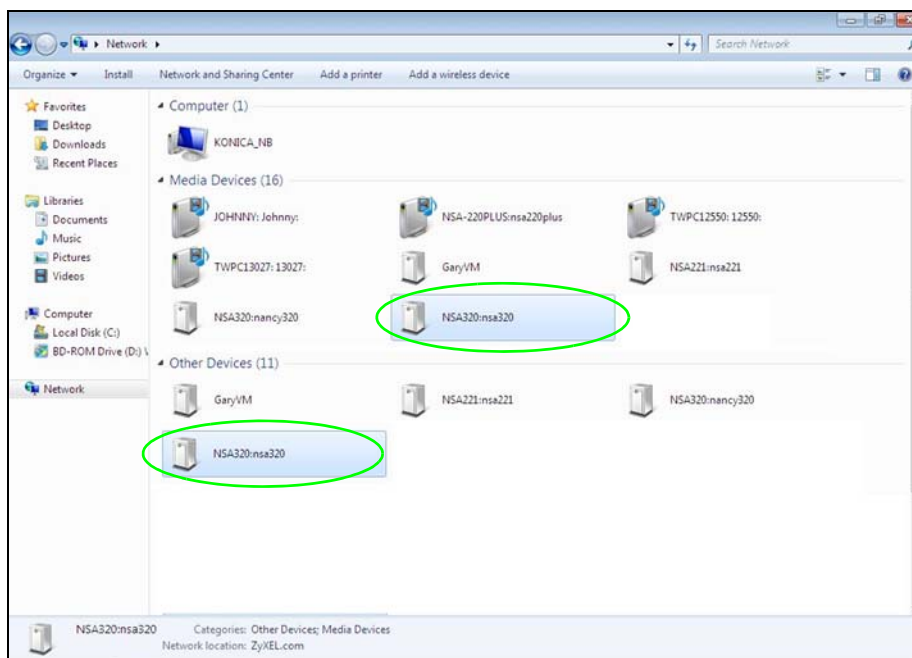 Network
Search Network
Organize
Install
Network and Sharing Center
Add a printer
Add a wireless device
Favorites
Desktop
Downloads
Recent Places
Libraries
Documents
Music
Pictures
Videos
Computer
Local Disk (C:)
BD-ROM Drive (D:) \
Network
Computer (1)
KONICA_NB
Media Devices (16)
JOHNNY: Johnny:
NSA-220PLUS:nsa220plus
TWPC12550: 12550:
TWPC13027: 13027:
GaryVM
NSA221:nsa221
NSA320:nancy320
NSA320:nsa320
Other Devices (11)
GaryVM
NSA221:nsa221
NSA320:nancy320
NSA320:nsa320
NSA320:nsa320
Categories: Other Devices; Media Devices
Network location: ZyXEL.com